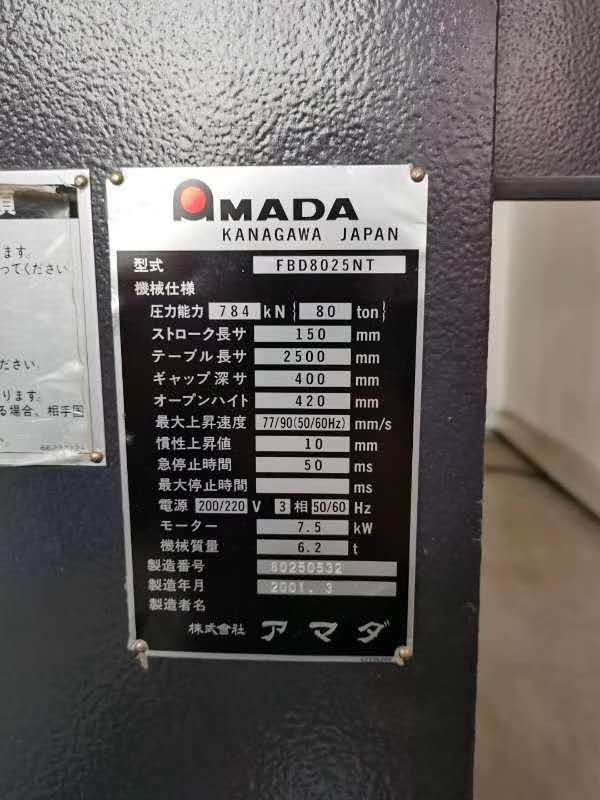 ます。
ってください
ださい。
ります。
る場合、相手国
AMADA
KANAGAWA JAPAN
型式 FBD8025NT
機械仕様
圧力能力 784 kN { 80 ton}
ストローク長サ 150 mm
テーブル長サ 2500 mm
ギャップ深サ 400 mm
オープンハイト 420 mm
最大上昇速度 77/90(50/60Hz) mm/s
慣性上昇値 10 mm
急停止時間 50 ms
最大停止時間 ms
電源 200/220 V 3 相 50/60 Hz
モーター 7.5 kW
機械質量 6.2 t
製造番号 80250532
製造年月 2001. 3
製造者名
株式会社 アマダ